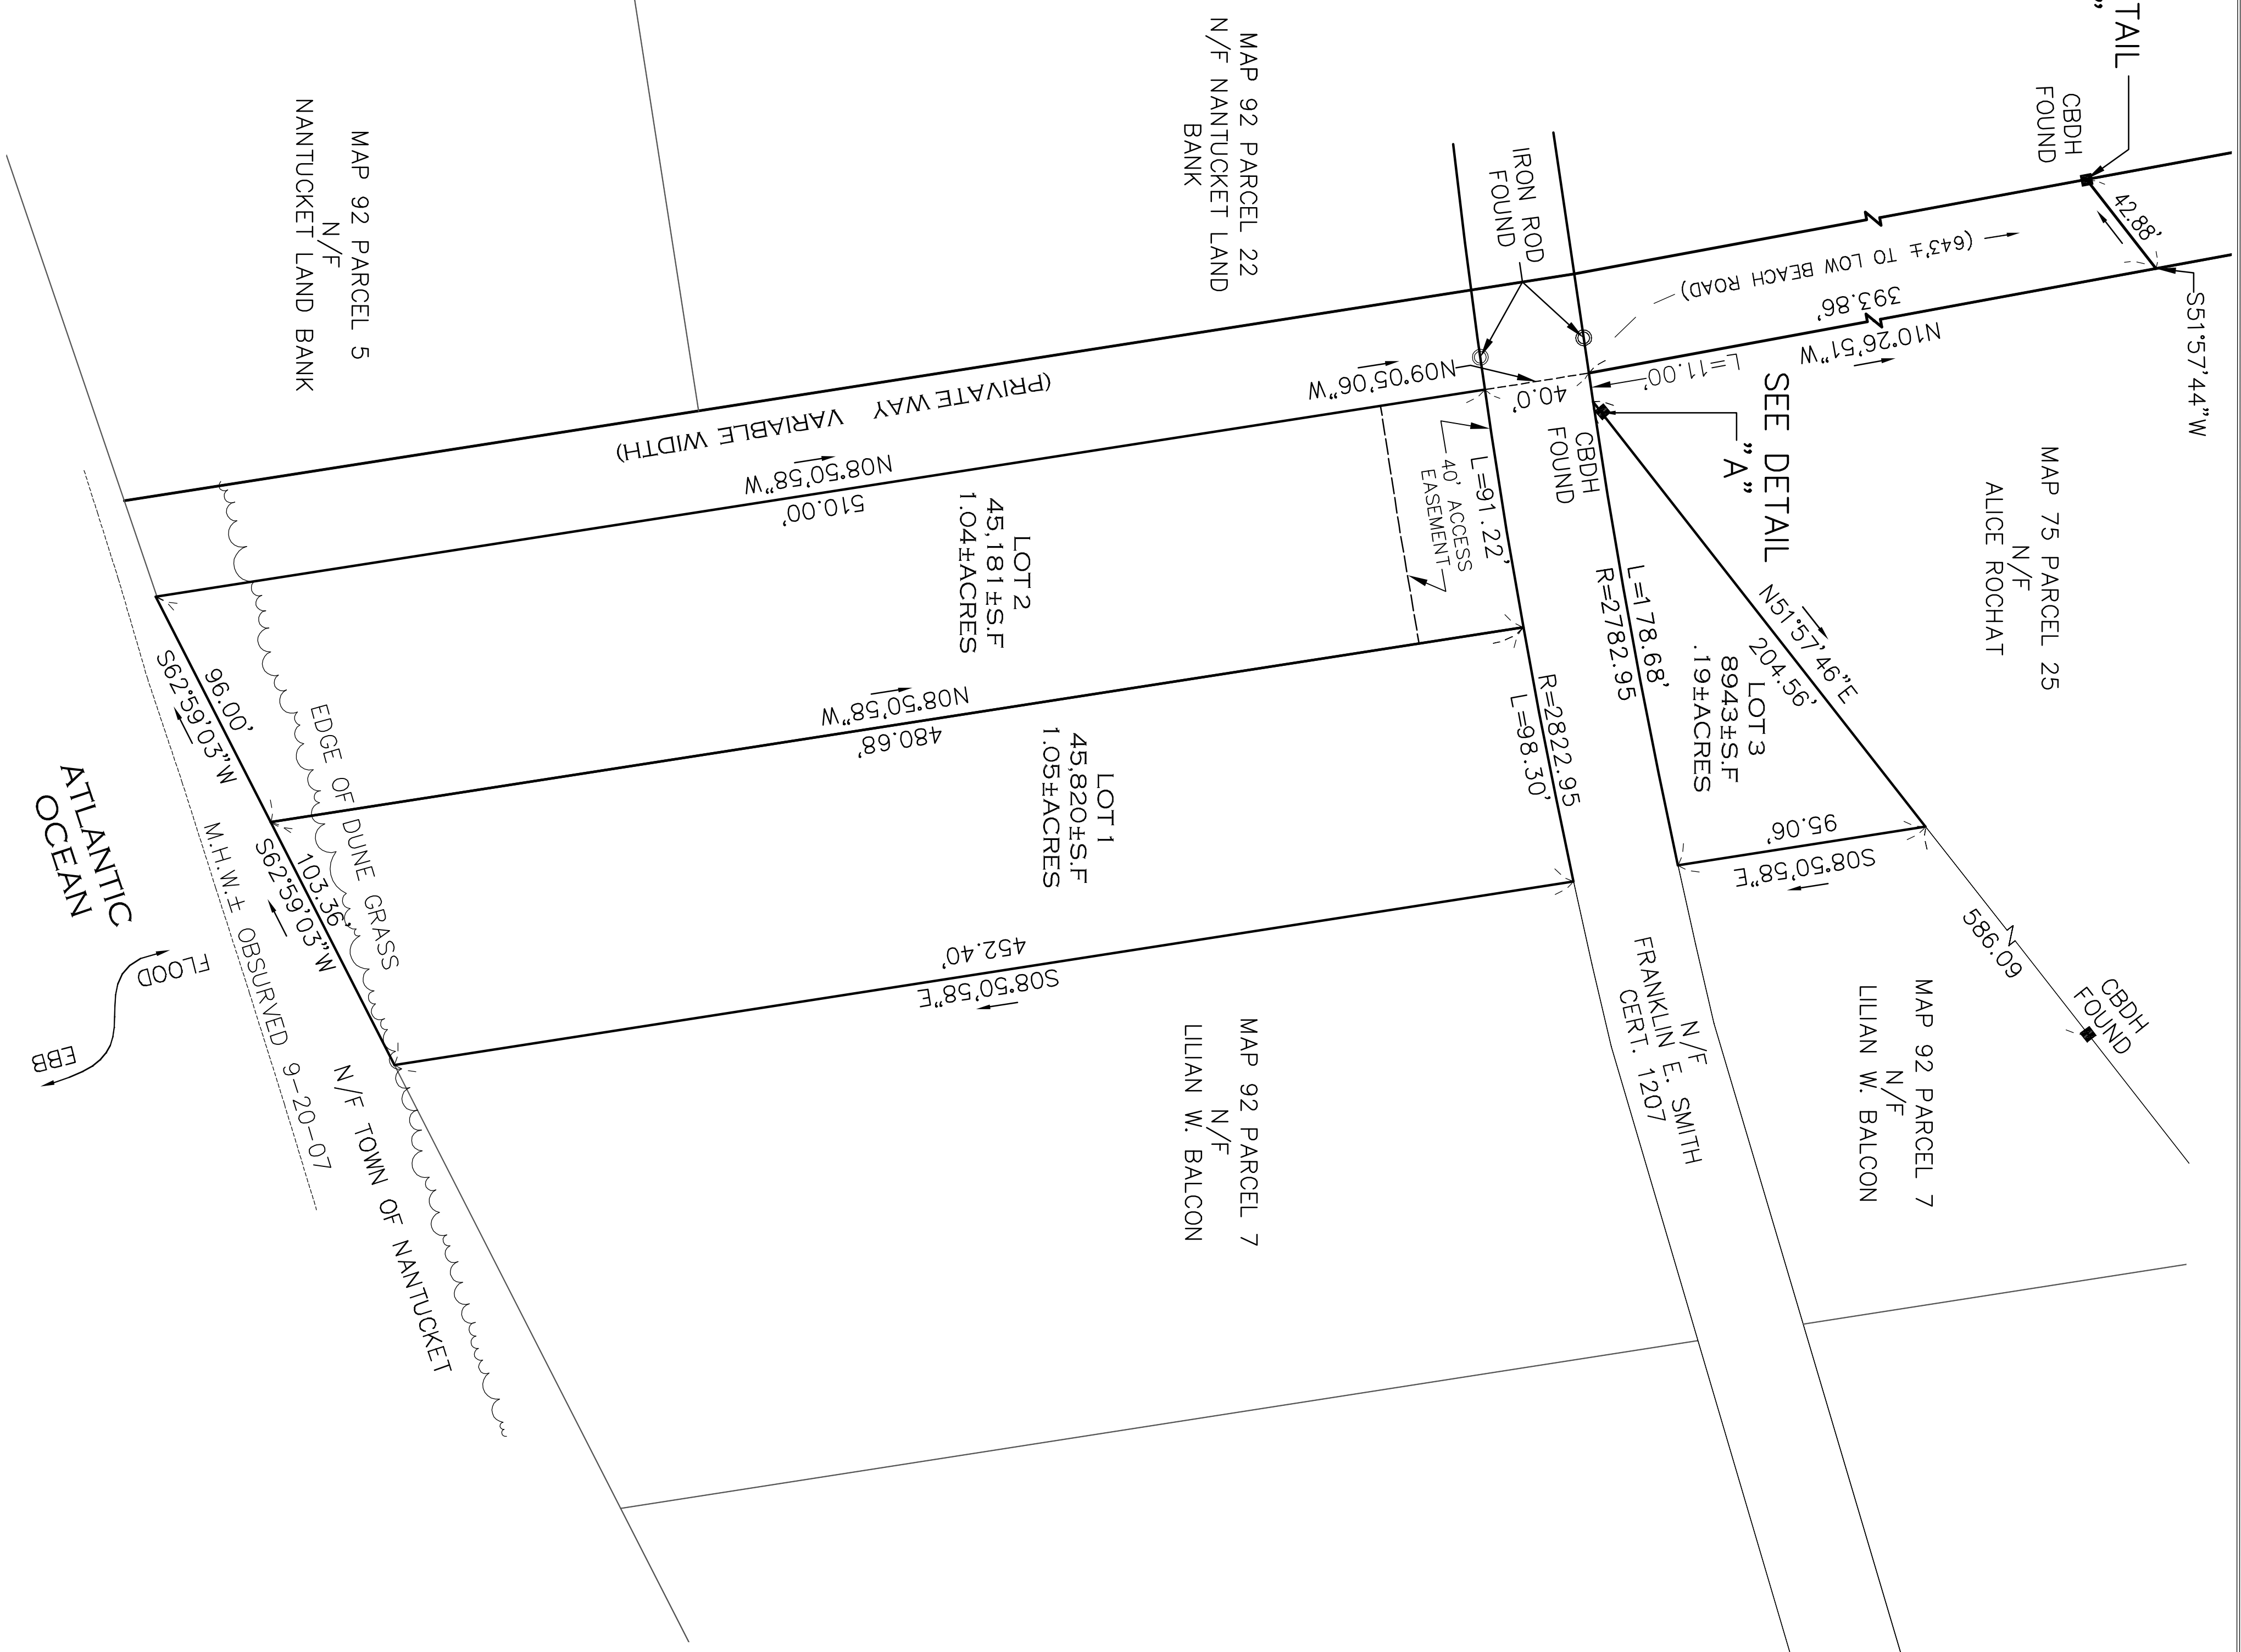 TAIL
"
CBDH
FOUND
42.88'
S51°57'44"W
(643'± TO LOW BEACH ROAD)
393.86'
N10°26'51"W
MAP 75 PARCEL 25
N/F
ALICE ROCHAT
SEE DETAIL
"A"
L=11.00'
IRON ROD
FOUND
N09°05'06"W
40.0'
CBDH
FOUND
N51°57'46"E
204.56'
LOT 3
8943±S.F
.19±ACRES
L=178.68'
R=2782.95
95.06'
S08°50'58"E
586.09
CBDH
FOUND
MAP 92 PARCEL 7
N/F
LILIAN W. BALCON
N/F
FRANKLIN E. SMITH
CERT. 1207
MAP 92 PARCEL 22
N/F NANTUCKET LAND
BANK
L=91.22'
40' ACCESS
EASEMENT
R=2822.95
L=98.30'
(PRIVATE WAY VARIABLE WIDTH)
N08°50'58"W
510.00'
LOT 2
45,181±S.F
1.04±ACRES
N08°50'58"W
480.68'
LOT 1
45,820±S.F
1.05±ACRES
452.40'
S08°50'58"E
MAP 92 PARCEL 7
N/F
LILIAN W. BALCON
MAP 92 PARCEL 5
N/F
NANTUCKET LAND BANK
EDGE OF DUNE GRASS
96.00'
S62°59'03"W
103.36'
S62°59'03"W
M.H.W.± OBSURVED 9-20-07
N/F TOWN OF NANTUCKET
ATLANTIC
OCEAN
FLOOD
EBB